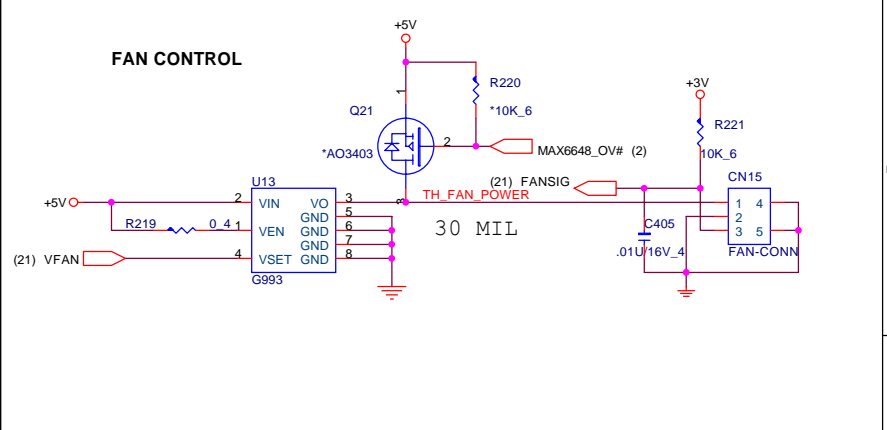 +5V
FAN CONTROL
R220
+3V
1
Q21
*10K_6
R221
2
*AO3403
MAX6648_OV# (2)
10K_6
CN15
U13
(21) FANSIG
3
TH_FAN_POWER
+5V
2 VIN VO 3
1 4
GND 5
2
R219 0_4 1 VEN GND 6
30 MIL
C405
3 5
GND 7
(21) VFAN
4 VSET GND 8
.01U/16V_4
FAN-CONN
G993